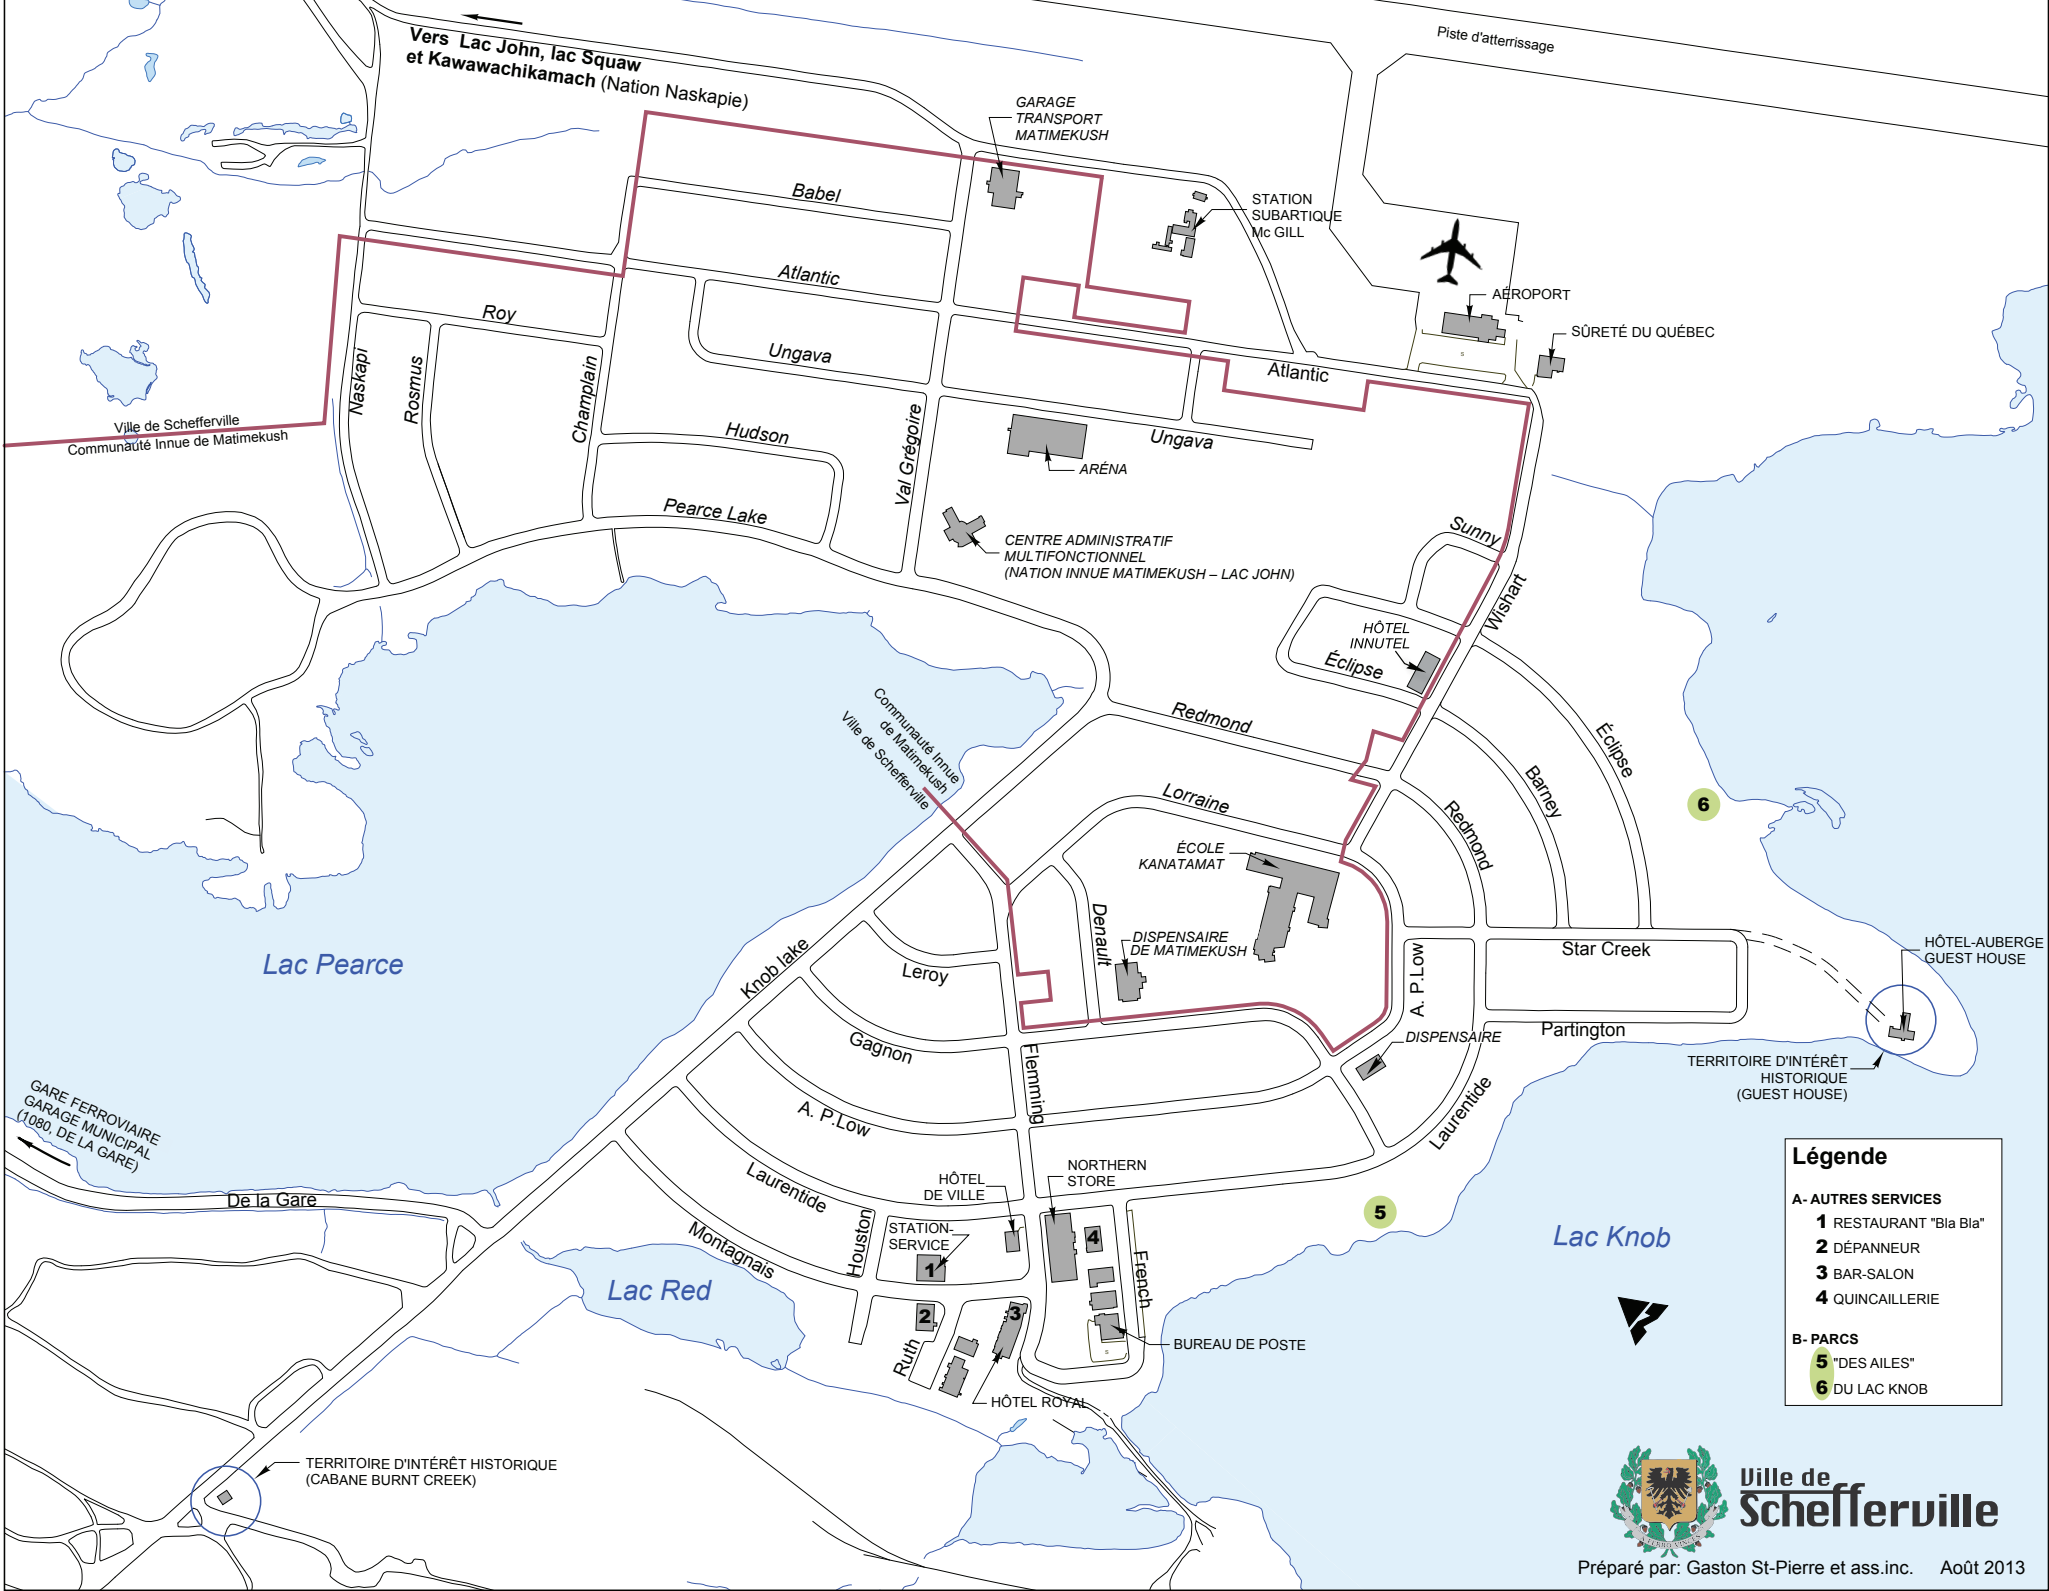 Piste d'atterrissage
Vers Lac John, lac Squaw
et Kawawachikamach (Nation Naskapie)
GARAGE
TRANSPORT
MATIMEKUSH
Babel
STATION
SUBARTIQUE
Mc GILL
Atlantic
AÉROPORT
Roy
SÛRETÉ DU QUÉBEC
Ungava
s
Atlantic
Naskapi
Rosmus
Champlain
Ville de Schefferville
Communauté Innue de Matimekush
Hudson
Val Grégoire
Ungava
ARÉNA
Pearce Lake
Sunny
CENTRE ADMINISTRATIF
MULTIFONCTIONNEL
(NATION INNUE MATIMEKUSH – LAC JOHN)
Wishart
HÔTEL
INNUTEL
Éclipse
Communauté Innue
de Matimekush
Ville de Schefferville
Redmond
Éclipse
Barney
Lorraine
Redmond
6
ÉCOLE
KANATAMAT
Denault
DISPENSAIRE
DE MATIMEKUSH
Star Creek
HÔTEL-AUBERGE
GUEST HOUSE
Lac Pearce
Knob lake
Leroy
A. P.Low
Partington
Gagnon
Flemming
DISPENSAIRE
TERRITOIRE D'INTÉRÊT
HISTORIQUE
(GUEST HOUSE)
GARE FERROVIAIRE
GARAGE MUNICIPAL
(1080, DE LA GARE)
A. P.Low
Laurentide
De la Gare
Laurentide
HÔTEL
DE VILLE
NORTHERN
STORE
5
Montagnais
Houston
STATION-
SERVICE
1
4
French
Lac Knob
Lac Red
2
3
Ruth
BUREAU DE POSTE
s
HÔTEL ROYAL
TERRITOIRE D'INTÉRÊT HISTORIQUE
(CABANE BURNT CREEK)
Légende
A- AUTRES SERVICES
1 RESTAURANT "Bla Bla"
2 DÉPANNEUR
3 BAR-SALON
4 QUINCAILLERIE
B- PARCS
5 "DES AILES"
6 DU LAC KNOB
Ville de
Schefferville
Préparé par: Gaston St-Pierre et ass.inc. Août 2013